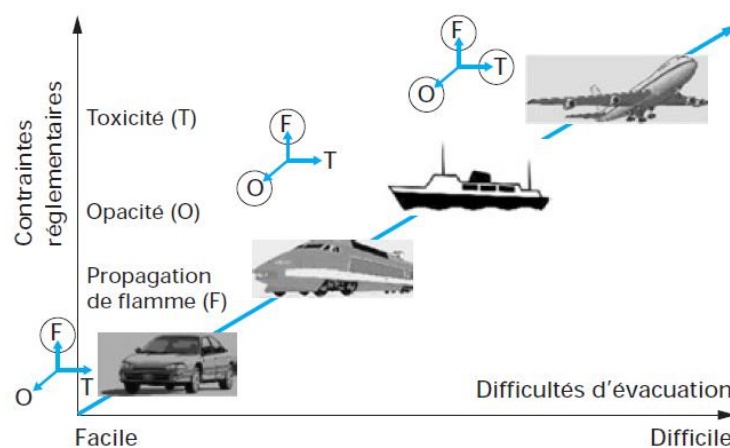 Contraintes
réglementaires
F
T
O
Toxicité (T)
F
T
O
Opacité (O)
Propagation
de flamme (F)
F
T
O
Difficultés d'évacuation
Facile
Difficile